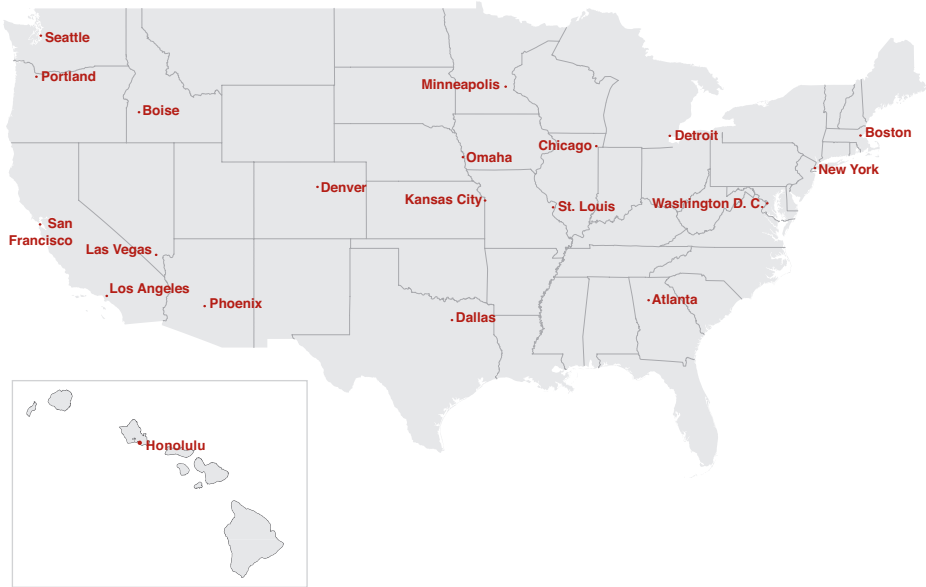 Seattle
Portland
Minneapolis
Boise
Boston
Detroit
Chicago
Omaha
New York
Denver
Kansas City
Washington D. C.
St. Louis
San
Francisco
Las Vegas
Los Angeles
Phoenix
Atlanta
Dallas
Honolulu